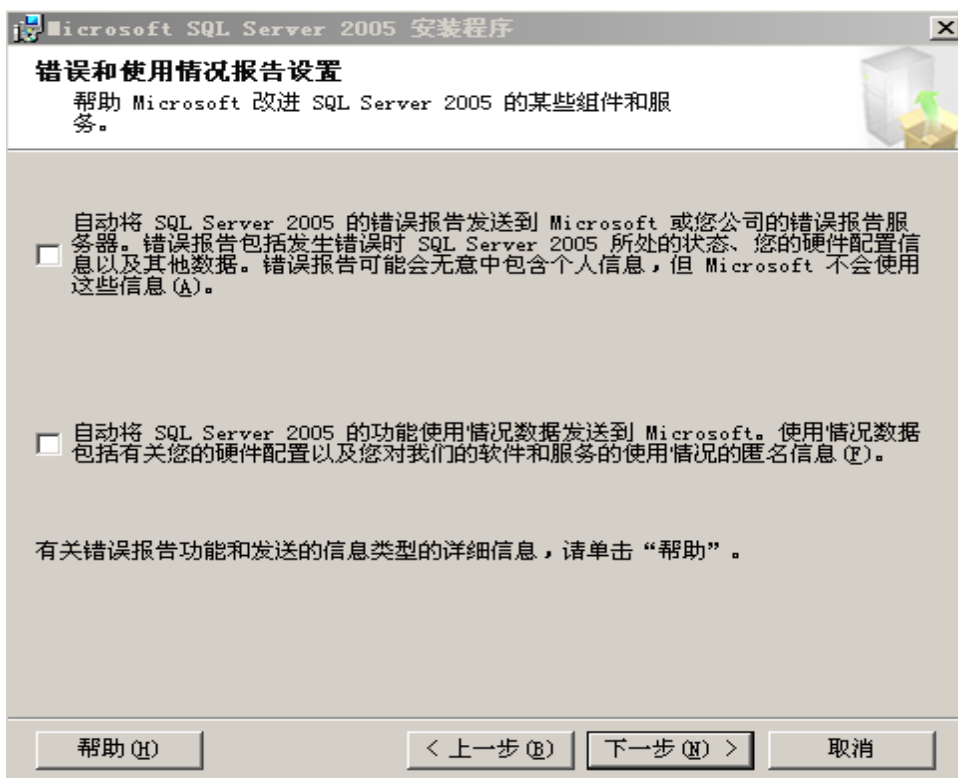 Microsoft SQL Server 2005 安装程序
错误和使用情况报告设置
帮助 Microsoft 改进 SQL Server 2005 的某些组件和服
务。
自动将 SQL Server 2005 的错误报告发送到 Microsoft 或您公司的错误报告服
务器。错误报告包括发生错误时 SQL Server 2005 所处的状态、您的硬件配置信
息以及其他数据。错误报告可能会无意中包含个人信息，但 Microsoft 不会使用
这些信息(A)。
自动将 SQL Server 2005 的功能使用情况数据发送到 Microsoft。使用情况数据
包括有关您的硬件配置以及您对我们的软件和服务的使用情况的匿名信息(F)。
有关错误报告功能和发送的信息类型的详细信息，请单击“帮助”。
帮助(H)
< 上一步(B)
下一步(N) >
取消